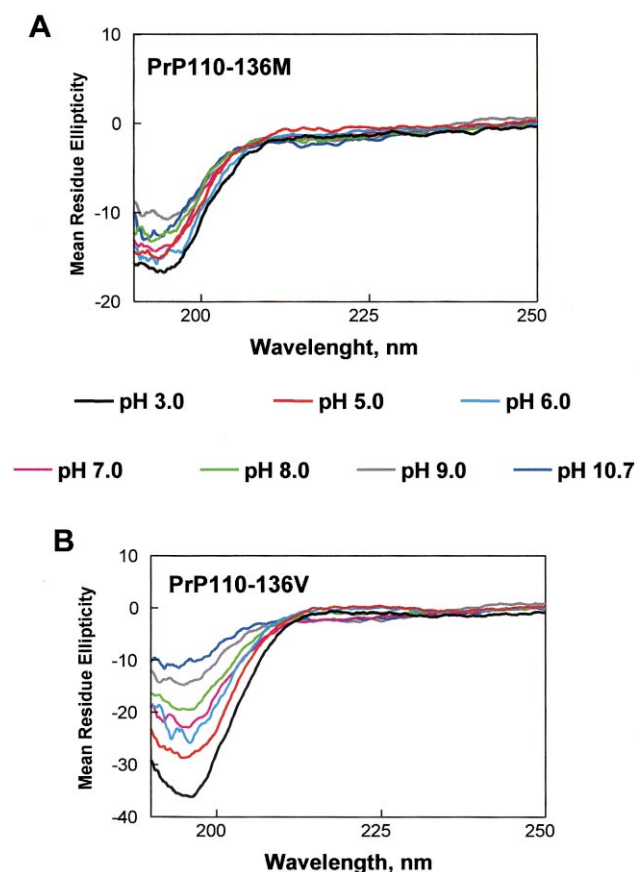 A
PrP110-136M
10
0
-10
-20
Mean Residue Ellipticity
200 225 250
Wavelenght, nm
pH 3.0 pH 5.0 pH 6.0
pH 7.0 pH 8.0 pH 9.0 pH 10.7
B
PrP110-136V
10
0
-10
-20
-30
-40
Mean Residue Ellipticity
200 225 250
Wavelength, nm